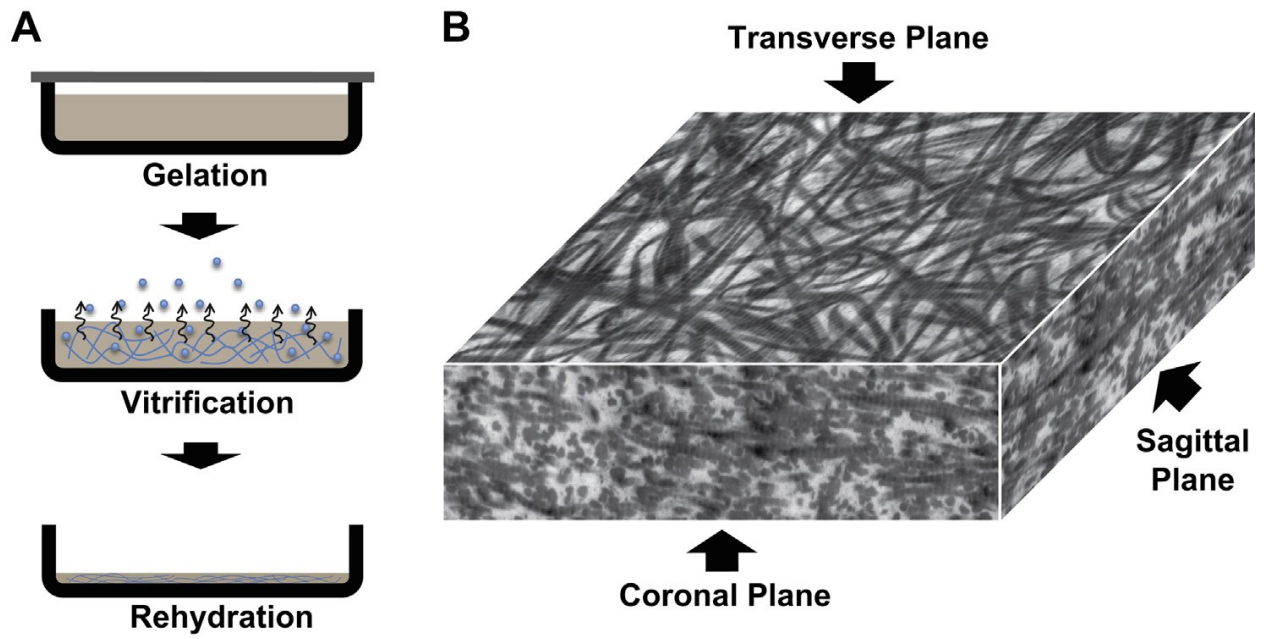 A
Gelation
Vitrification
Rehydration
B
Transverse Plane
Sagittal
Plane
Coronal Plane